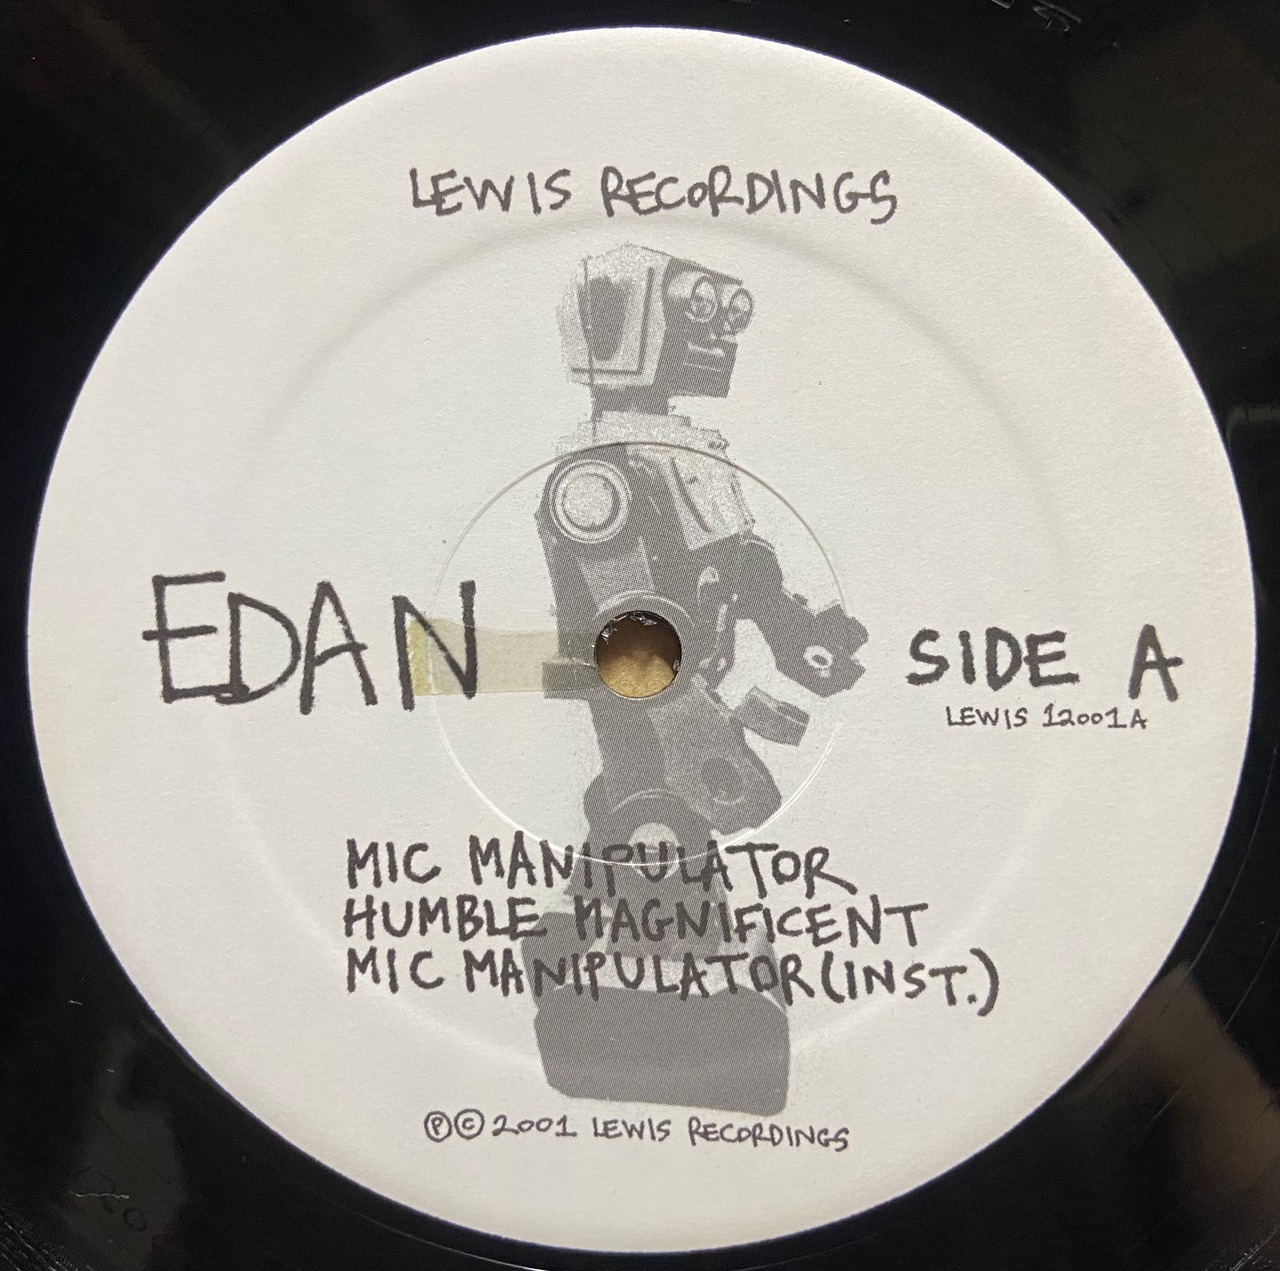 LEWIS RECORDINGS
EDAN
SIDE A
LEWIS 12001A
MIC MANIPULATOR
HUMBLE MAGNIFICENT
MIC MANIPULATOR (INST.)
Ⓟ © 2001 LEWIS RECORDINGS